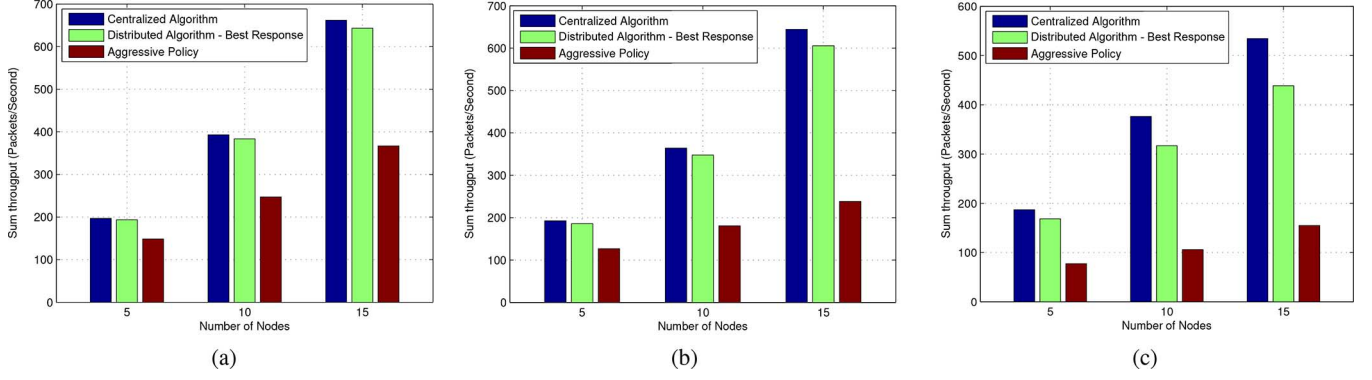 Sum througput (Packets/Second)
700
600
500
400
300
200
100
0
Centralized Algorithm
Distributed Algorithm - Best Response
Aggressive Policy
5
10
15
Number of Nodes
(a)
Sum througput (Packets/Second)
700
600
500
400
300
200
100
0
Centralized Algorithm
Distributed Algorithm - Best Response
Aggressive Policy
5
10
15
Number of Nodes
(b)
Sum througput (Packets/Second)
600
500
400
300
200
100
0
Centralized Algorithm
Distributed Algorithm - Best Response
Aggressive Policy
5
10
15
Number of Nodes
(c)